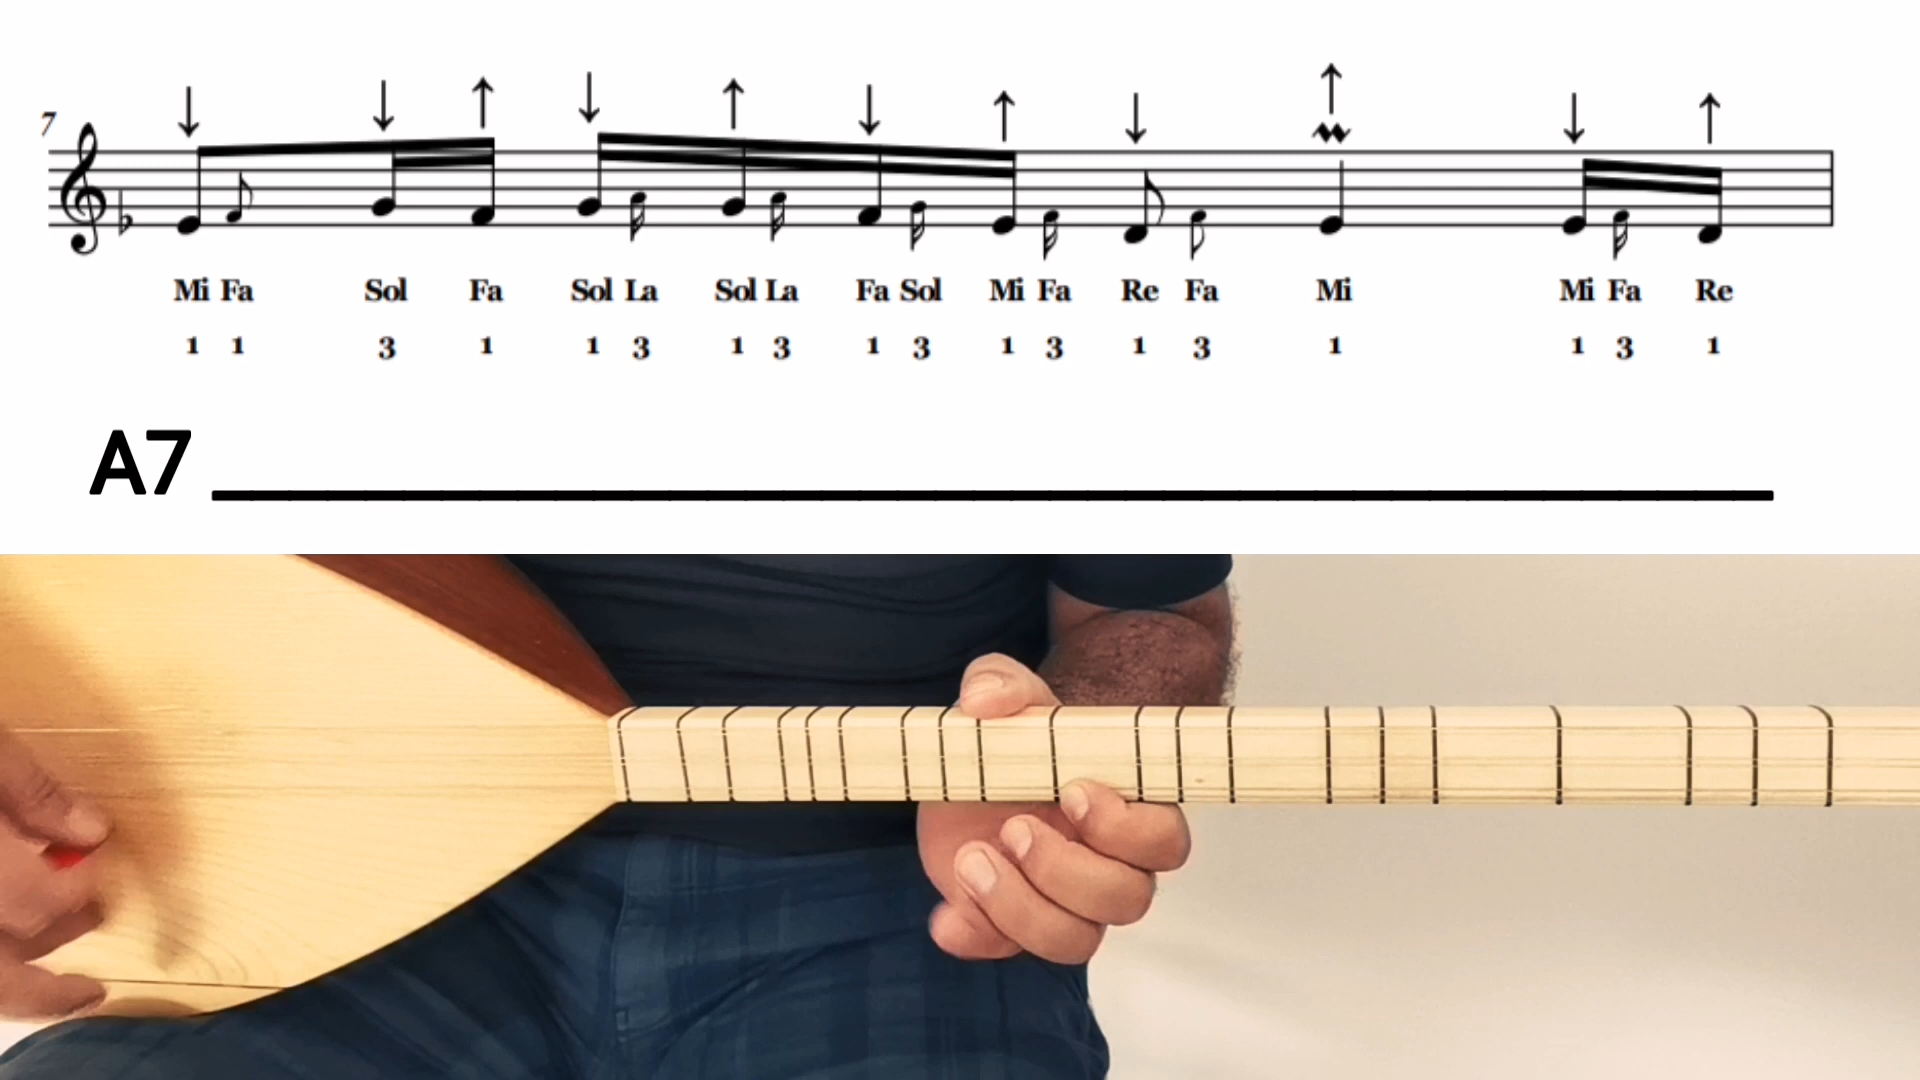 7
Mi Fa Sol Fa Sol La Sol La Fa Sol Mi Fa Re Fa Mi Mi Fa Re
1 1 3 1 1 3 1 3 1 3 1 3 1 3 1 1 3 1
A7